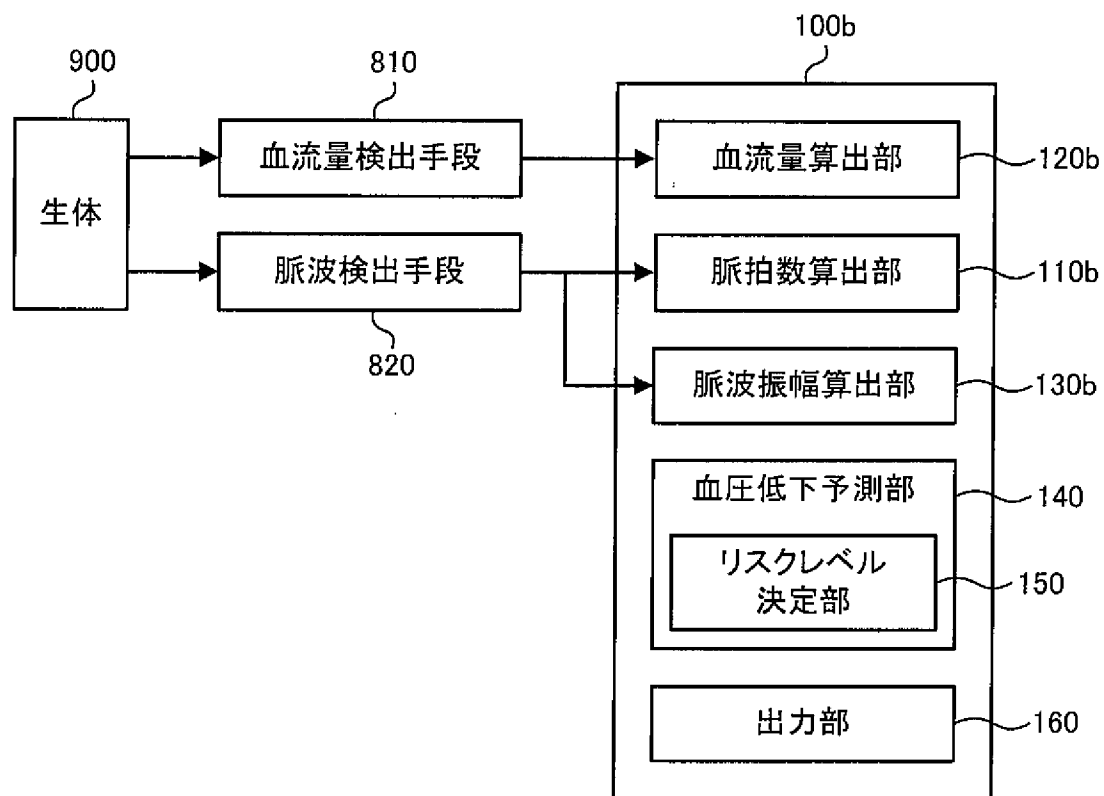 100b
900
810
血流量検出手段
血流量算出部
120b
生体
脈波検出手段
脈拍数算出部
110b
820
脈波振幅算出部
130b
血圧低下予測部
140
リスクレベル
決定部
150
出力部
160